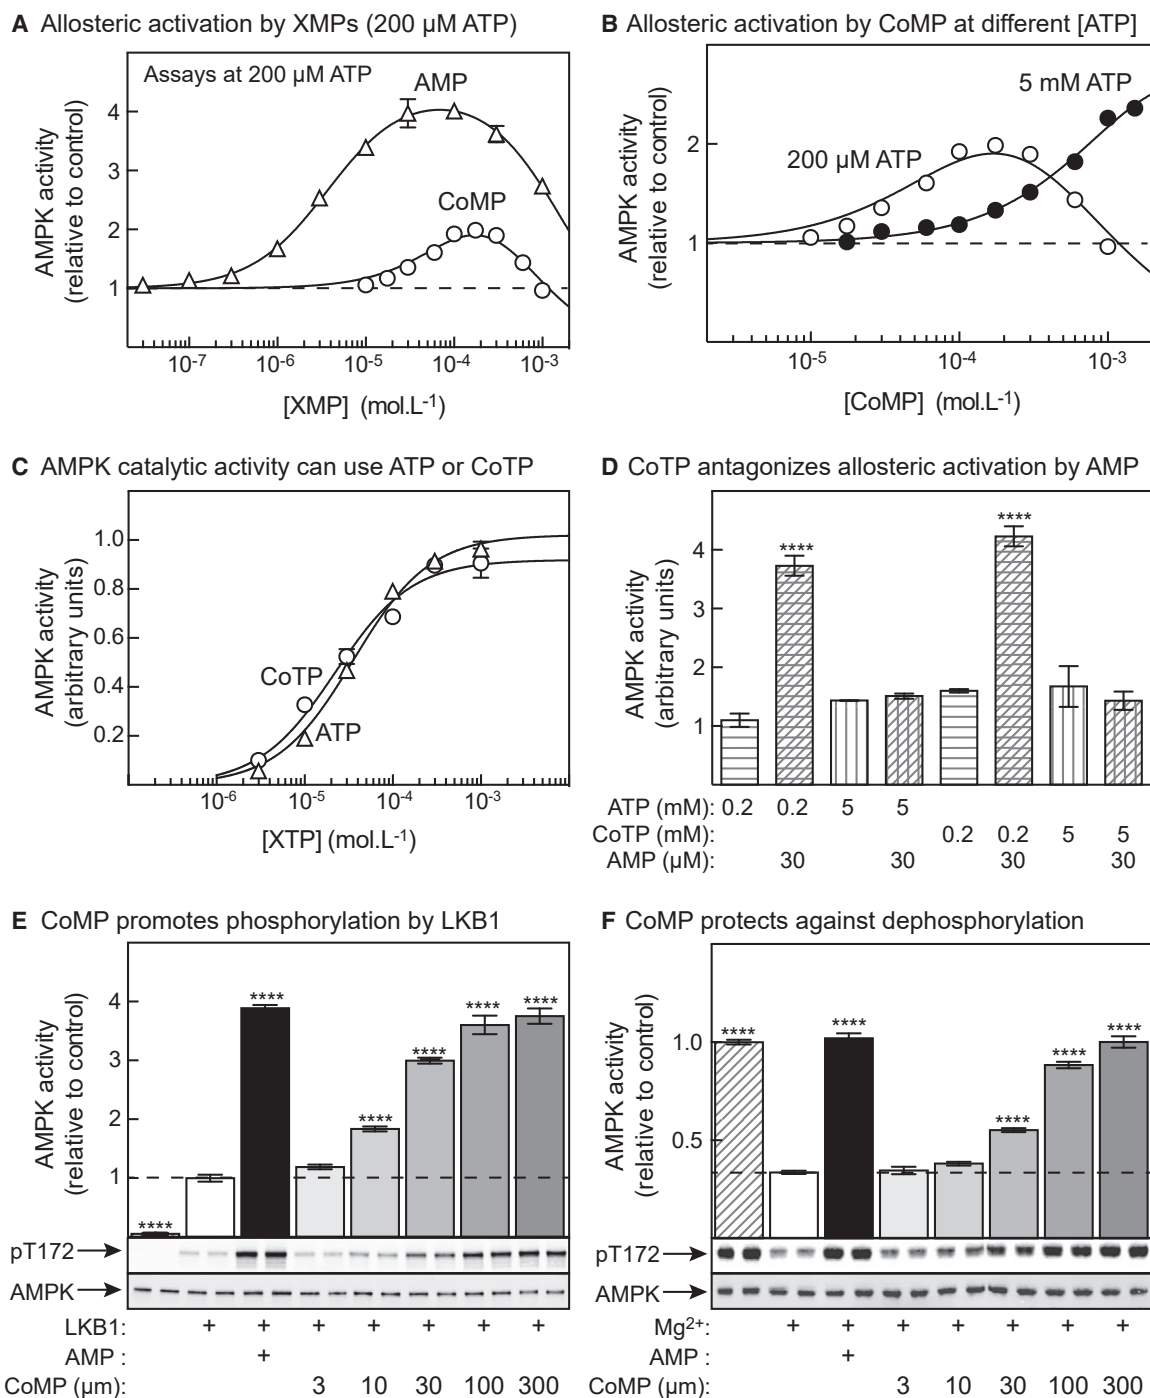 A Allosteric activation by XMPs (200 µM ATP)
Assays at 200 µM ATP
AMP
CoMP
AMPK activity
(relative to control)
4
3
2
1
10-7 10-6 10-5 10-4 10-3
[XMP] (mol.L-1)
B Allosteric activation by CoMP at different [ATP]
5 mM ATP
200 µM ATP
AMPK activity
(relative to control)
2
1
10-5 10-4 10-3
[CoMP] (mol.L-1)
C AMPK catalytic activity can use ATP or CoTP
AMPK activity
(arbitrary units)
1.0
0.8
0.6
0.4
0.2
CoTP
ATP
10-6 10-5 10-4 10-3
[XTP] (mol.L-1)
D CoTP antagonizes allosteric activation by AMP
AMPK activity
(arbitrary units)
4
3
2
1
**** ****
ATP (mM): 0.2 0.2 5 5
CoTP (mM): 0.2 0.2 5 5
AMP (µM): 30 30 30 30
E CoMP promotes phosphorylation by LKB1
AMPK activity
(relative to control)
4
3
2
1
**** **** **** **** **** ****
pT172
AMPK
LKB1: + + + + + + +
AMP : +
CoMP (µm): 3 10 30 100 300
F CoMP protects against dephosphorylation
AMPK activity
(relative to control)
1.0
0.5
**** **** **** **** ****
pT172
AMPK
Mg2+: + + + + + + +
AMP : +
CoMP (µm): 3 10 30 100 300